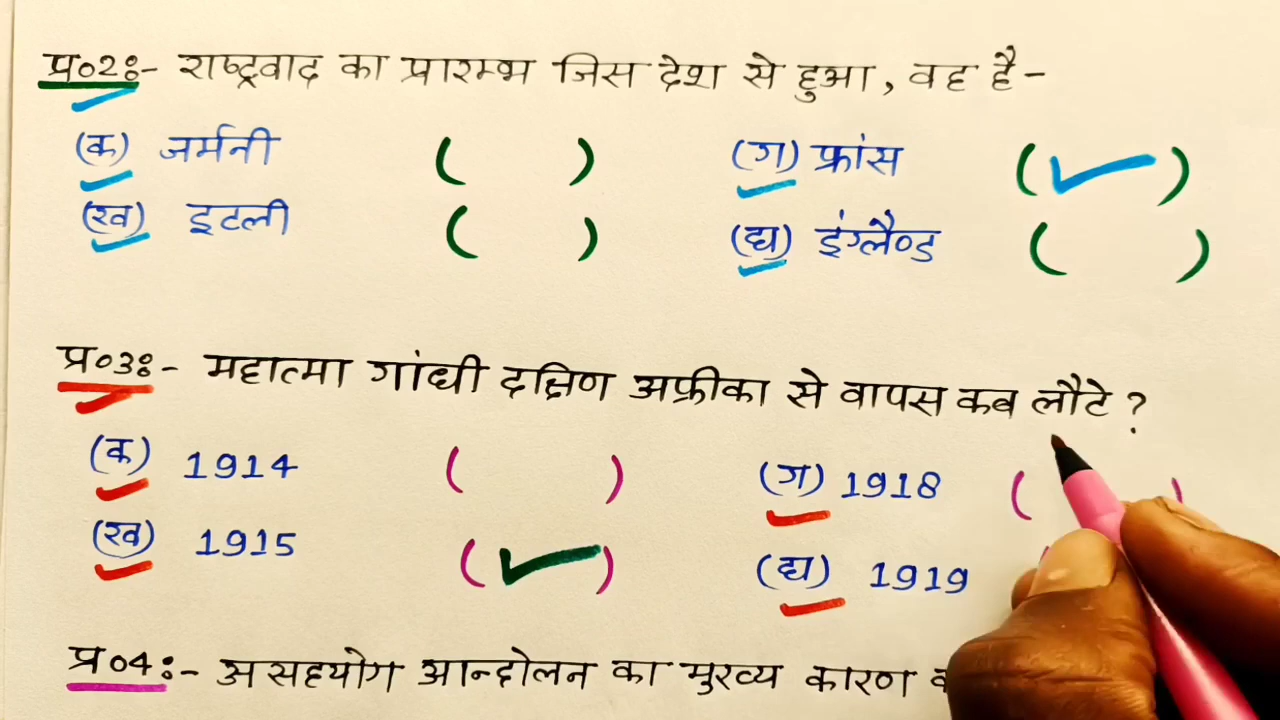 प्र०2ः- राष्ट्रवाद का प्रारम्भ जिस देश से हुआ, वह है -
(क) जर्मनी ( ) (ग) फ्रांस (✓)
(ख) इटली ( ) (घ) इंग्लैण्ड ( )
प्र०3ः- महात्मा गांधी दक्षिण अफ्रीका से वापस कब लौटे ?
(क) 1914 ( ) (ग) 1918 ( )
(ख) 1915 (✓) (घ) 1919
प्र०4ः- असहयोग आन्दोलन का मुख्य कारण